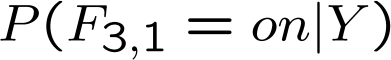 P(F_{3,1} = on|Y)